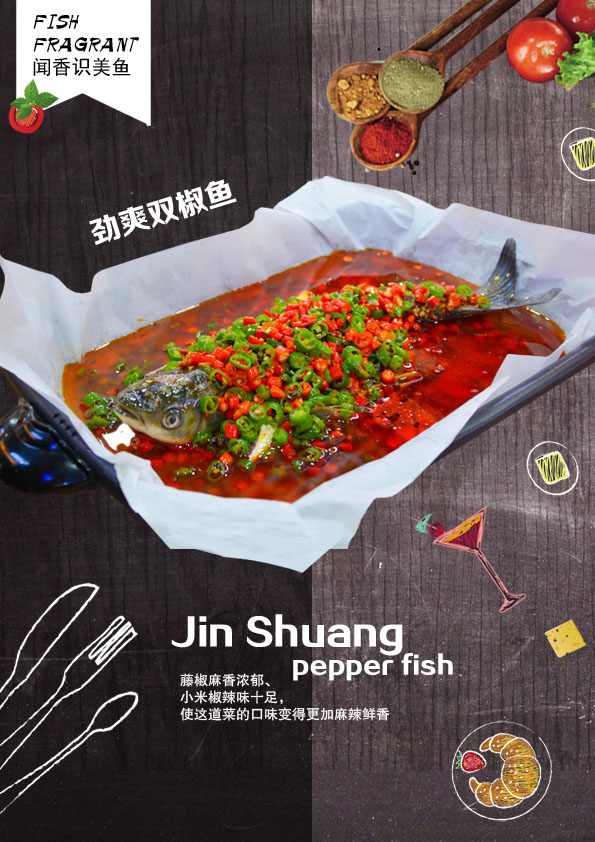 FISH
FRAGRANT
闻香识美鱼
劲爽双椒鱼
Jin Shuang
pepper fish
藤椒麻香浓郁、
小米椒辣味十足,
使这道菜的口味变得更加麻辣鲜香